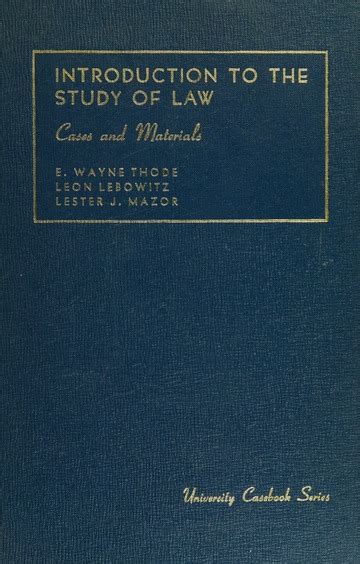 INTRODUCTION TO THE
STUDY OF LAW
Cases and Materials
E. WAYNE THODE
LEON LEBOWITZ
LESTER J. MAZOR
University Casebook Series